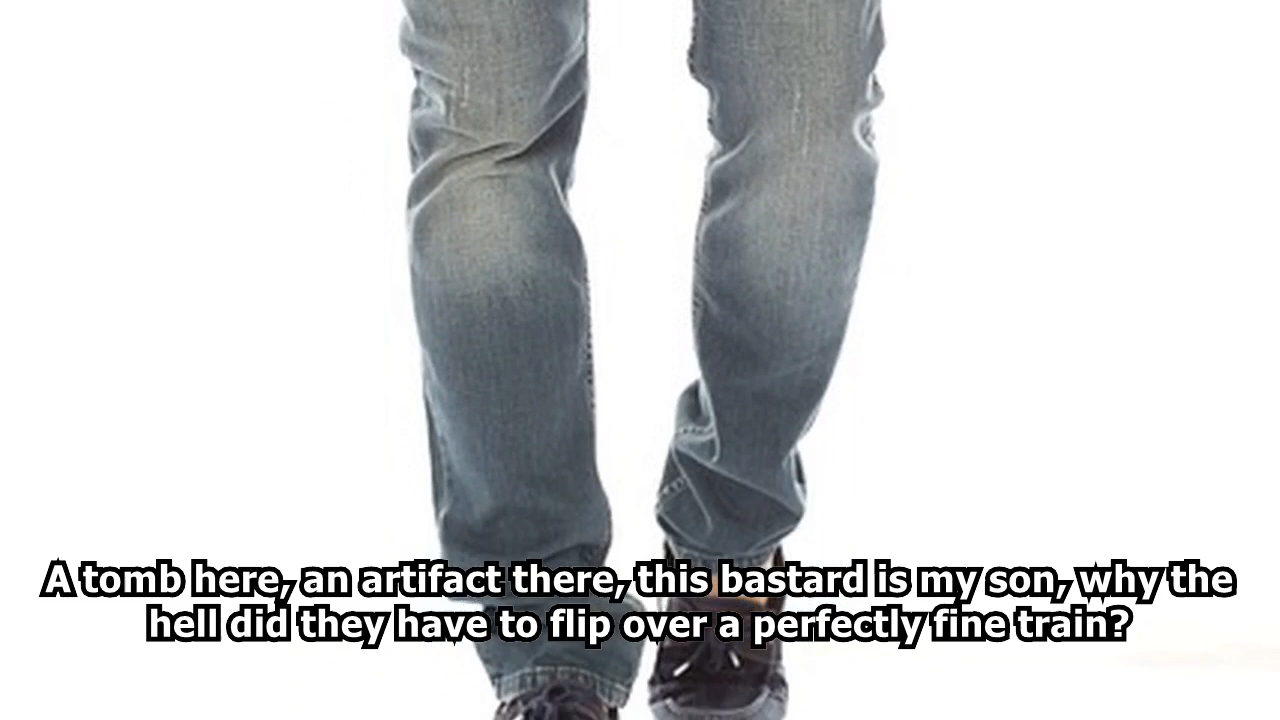 A tomb here, an artifact there, this bastard is my son, why the
hell did they have to flip over a perfectly fine train?